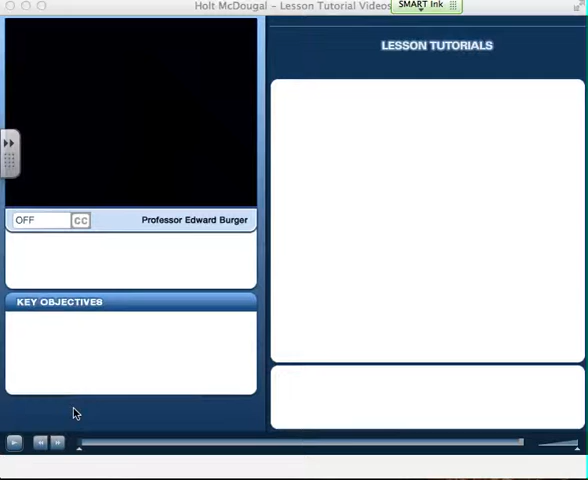 Holt McDougal – Lesson Tutorial Videos
SMART Ink
LESSON TUTORIALS
OFF
CC
Professor Edward Burger
KEY OBJECTIVES